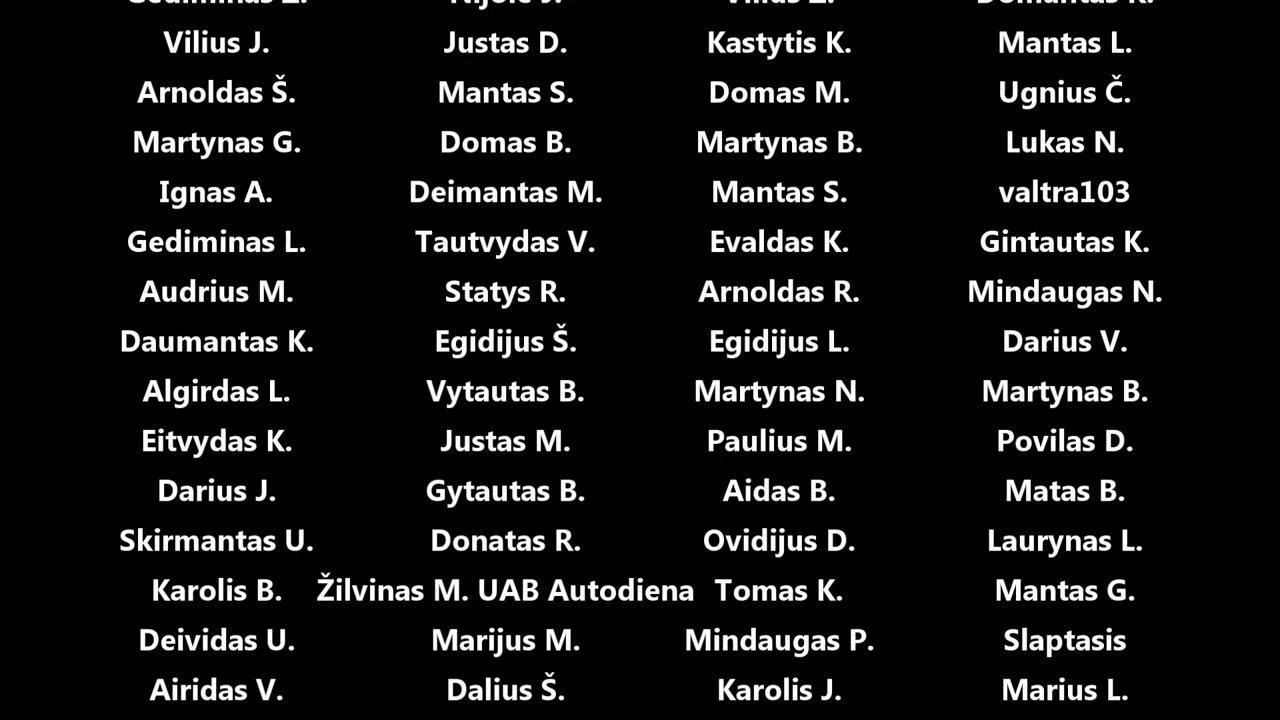 Vilius J. Justas D. Kastytis K. Mantas L.
Arnoldas Š. Mantas S. Domas M. Ugnius Č.
Martynas G. Domas B. Martynas B. Lukas N.
Ignas A. Deimantas M. Mantas S. valtra103
Gediminas L. Tautvydas V. Evaldas K. Gintautas K.
Audrius M. Statys R. Arnoldas R. Mindaugas N.
Daumantas K. Egidijus Š. Egidijus L. Darius V.
Algirdas L. Vytautas B. Martynas N. Martynas B.
Eitvydas K. Justas M. Paulius M. Povilas D.
Darius J. Gytautas B. Aidas B. Matas B.
Skirmantas U. Donatas R. Ovidijus D. Laurynas L.
Karolis B. Žilvinas M. UAB Autodiena Tomas K. Mantas G.
Deividas U. Marijus M. Mindaugas P. Slaptasis
Airidas V. Dalius Š. Karolis J. Marius L.